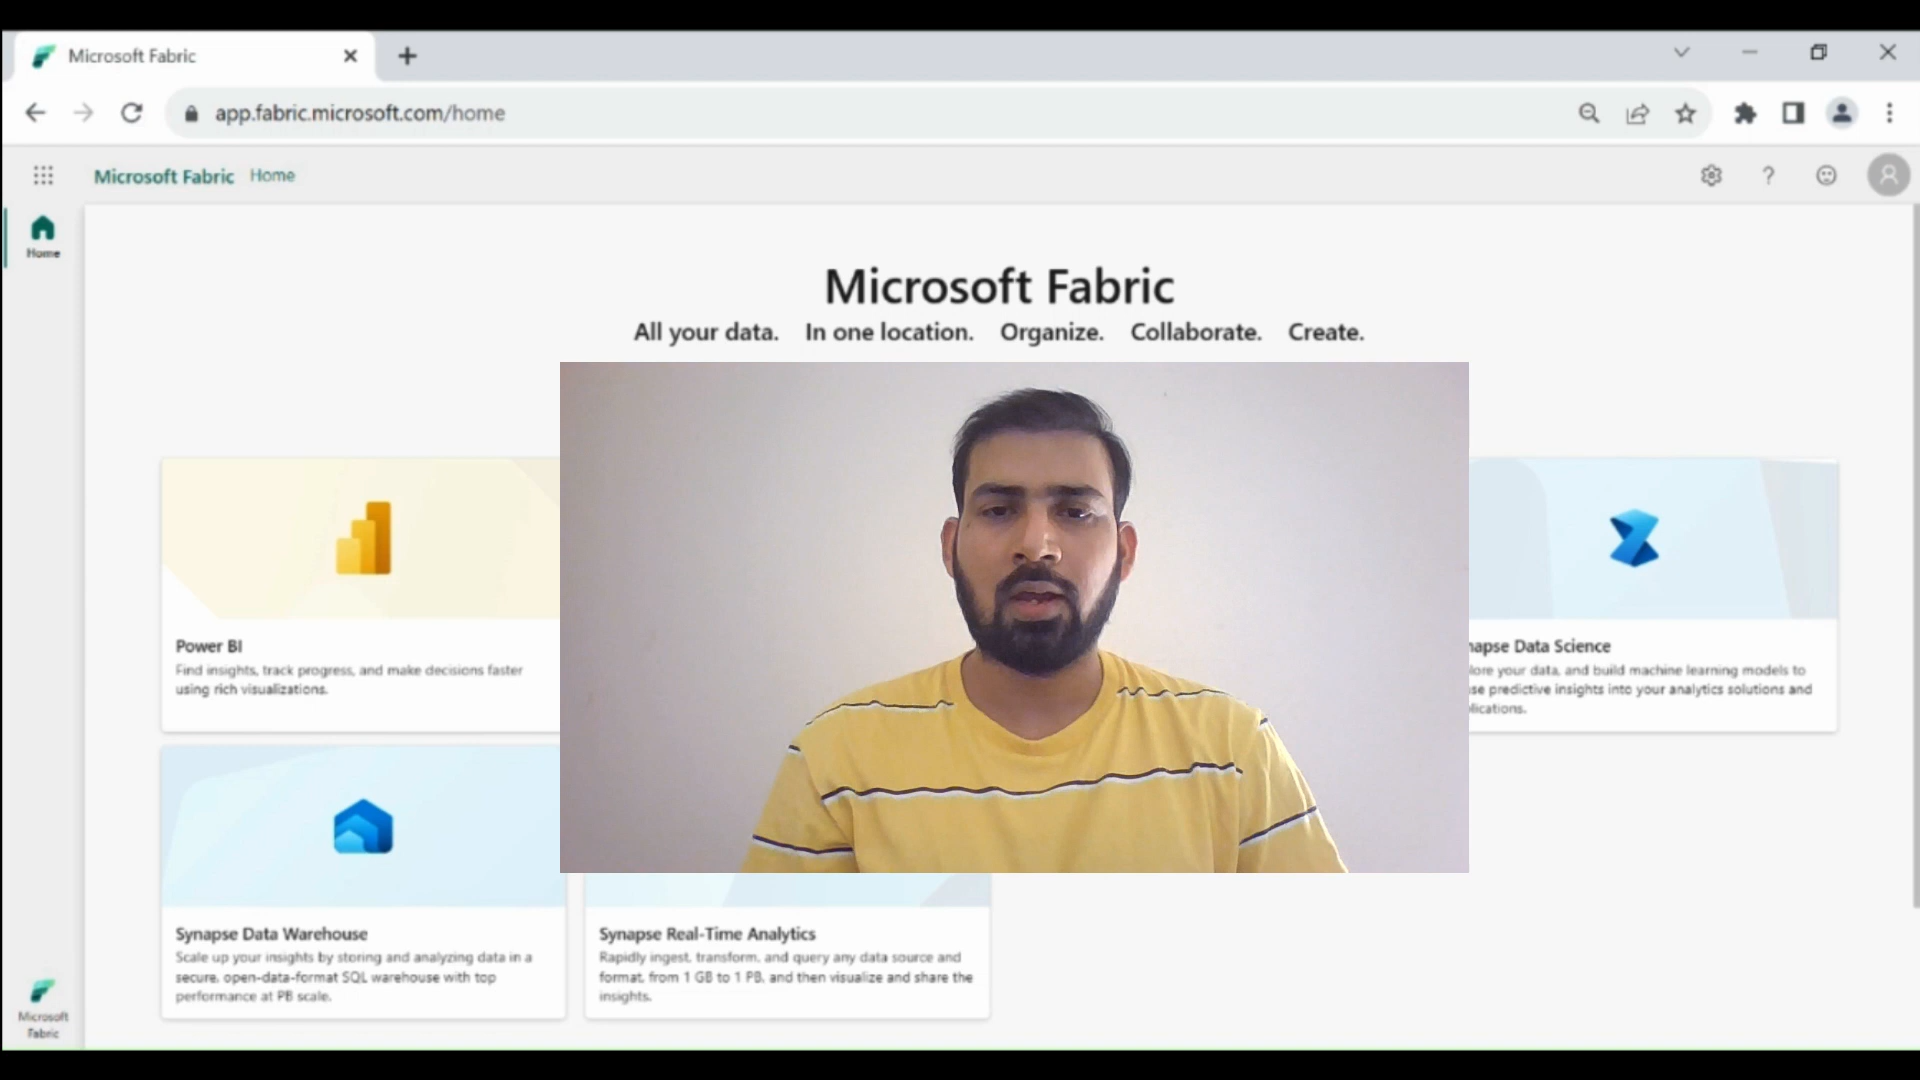 Microsoft Fabric
app.fabric.microsoft.com/home
Microsoft Fabric Home
Home
Microsoft Fabric
All your data. In one location. Organize. Collaborate. Create.
Power BI
Find insights, track progress, and make decisions faster
using rich visualizations.
Data Science
your data, and build machine learning models to
predictive insights into your analytics solutions and
Synapse Data Warehouse
Scale up your insights by storing and analyzing data in a
secure, open-data-format SQL warehouse with top
performance at PB scale.
Synapse Real-Time Analytics
Rapidly ingest, transform, and query any data source and
format, from 1 GB to 1 PB, and then visualize and share the
insights.
Microsoft
Fabric